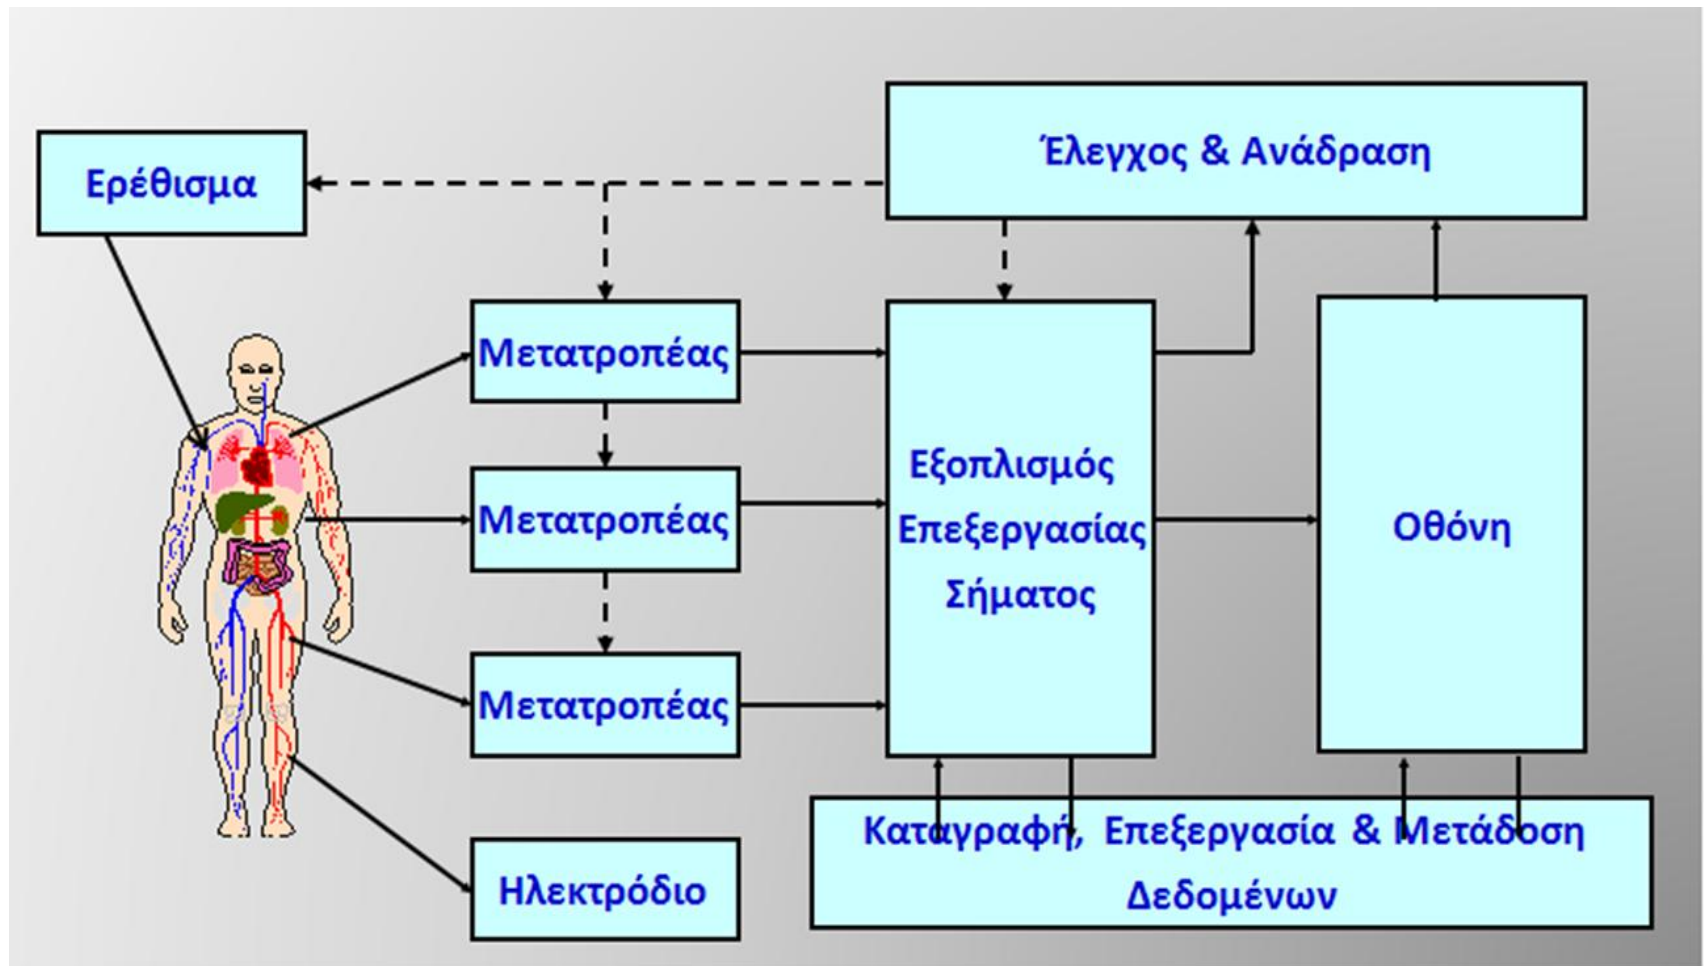 Έλεγχος & Ανάδραση
Ερέθισμα
Μετατροπέας
Μετατροπέας
Μετατροπέας
Ηλεκτρόδιο
Εξοπλισμός
Επεξεργασίας
Σήματος
Οθόνη
Καταγραφή, Επεξεργασία & Μετάδοση
Δεδομένων